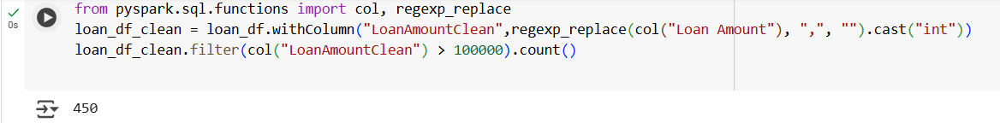 from pyspark.sql.functions import col, regexp_replace
loan_df_clean = loan_df.withColumn("LoanAmountClean",regexp_replace(col("Loan Amount"), ",", "").cast("int"))
0s
loan_df_clean.filter(col("LoanAmountClean") > 100000).count()
450